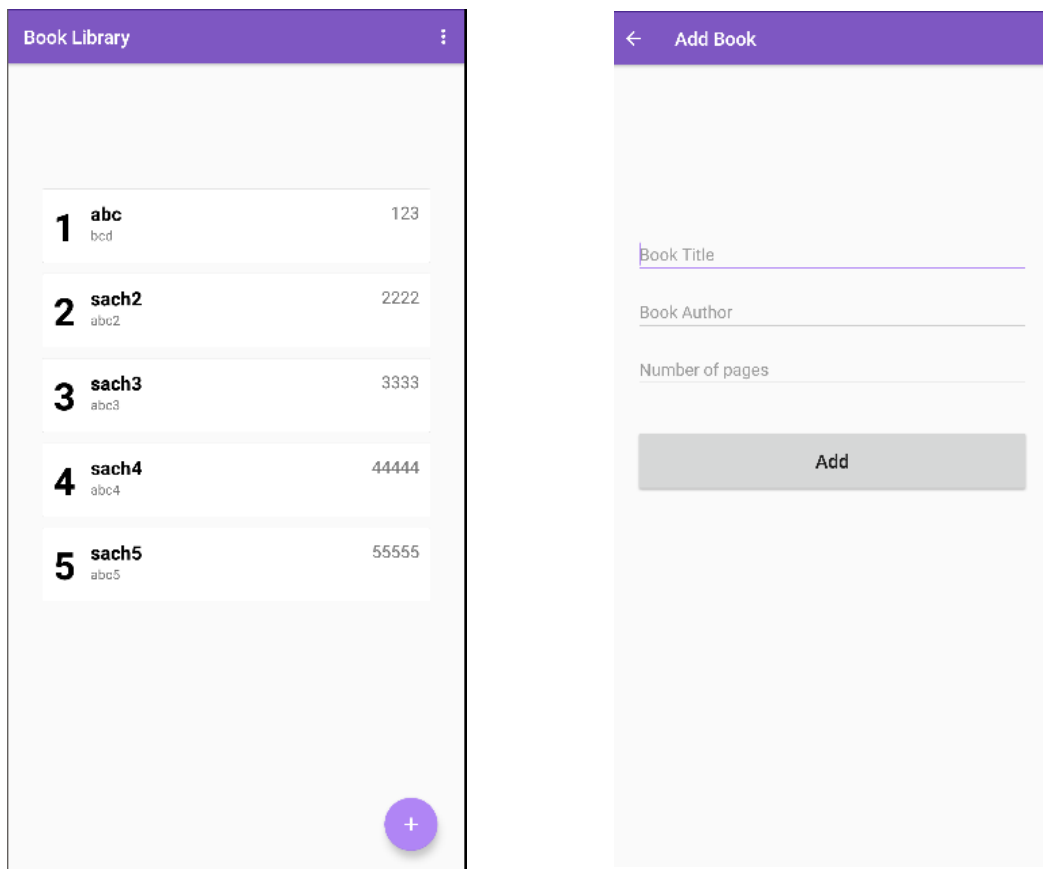 Book Library
1
abc
123
bcd
2
sach2
2222
abc2
3
sach3
3333
abc3
4
sach4
44444
abc4
5
sach5
55555
abc5
+
Add Book
Book Title
Book Author
Number of pages
Add